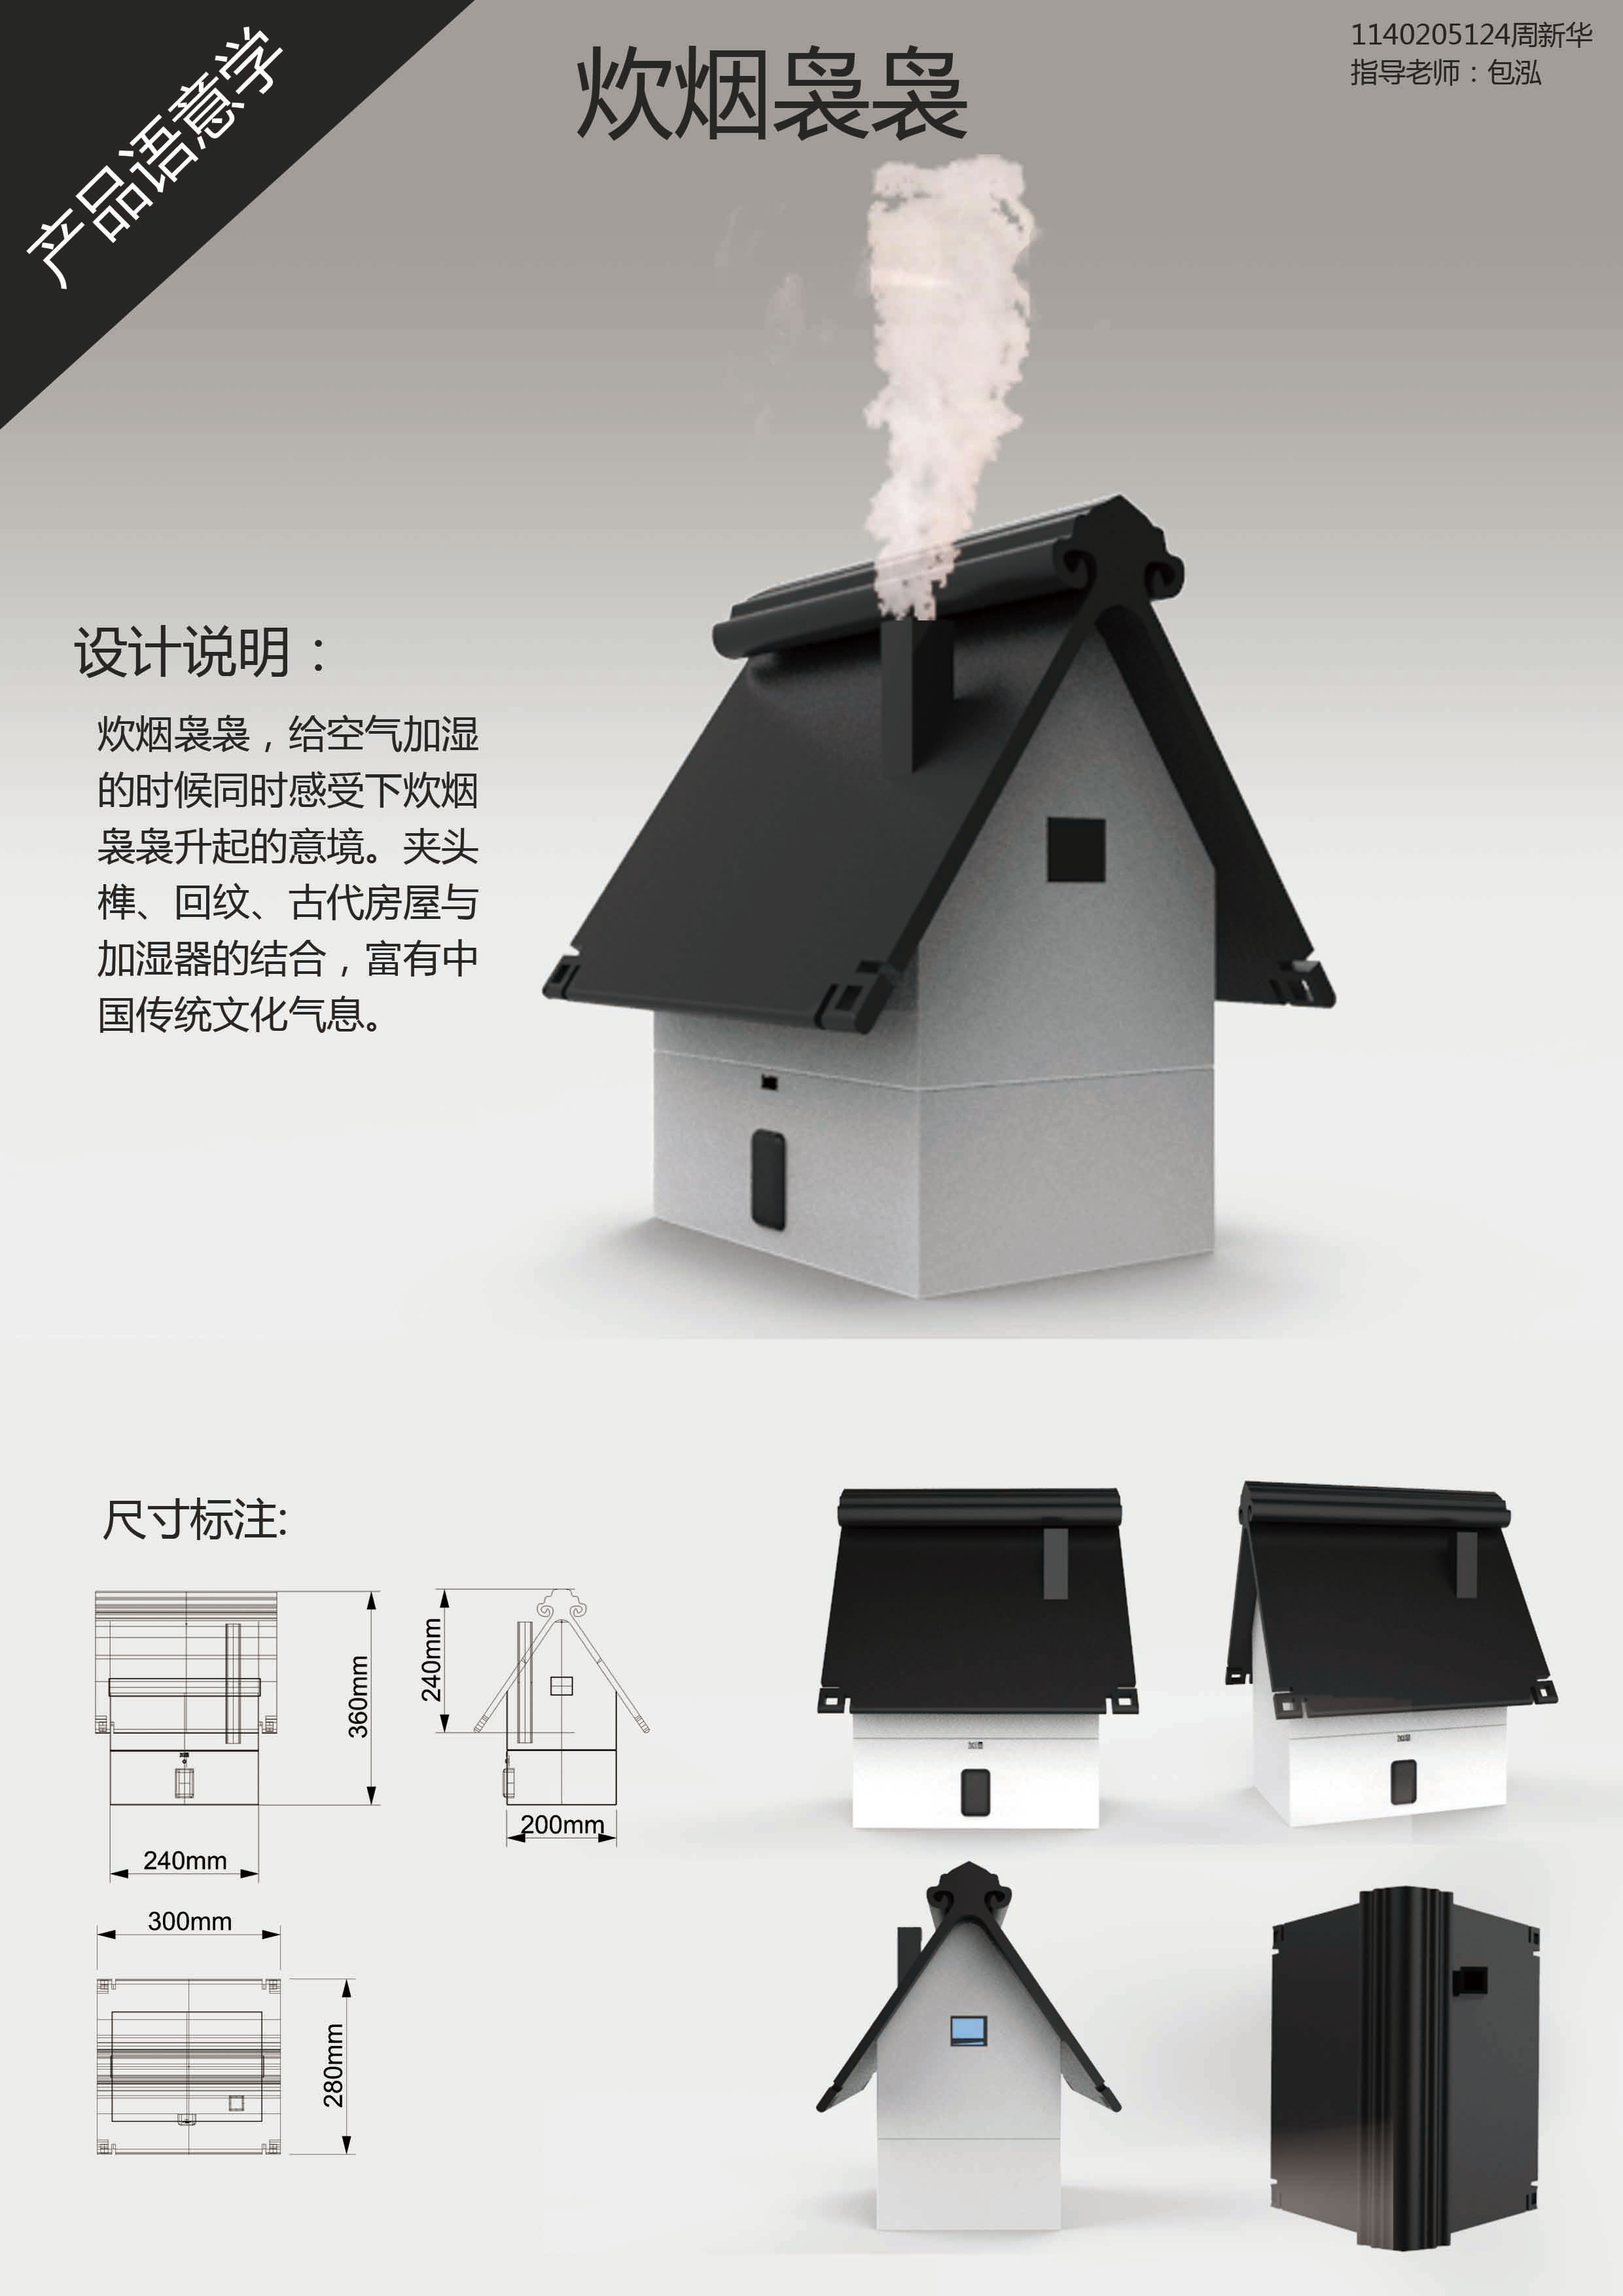 产品语意学
炊烟袅袅
1140205124周新华
指导老师：包泓
设计说明：
炊烟袅袅，给空气加湿
的时候同时感受下炊烟
袅袅升起的意境。夹头
榫、回纹、古代房屋与
加湿器的结合，富有中
国传统文化气息。
尺寸标注:
360mm
240mm
240mm
200mm
300mm
280mm